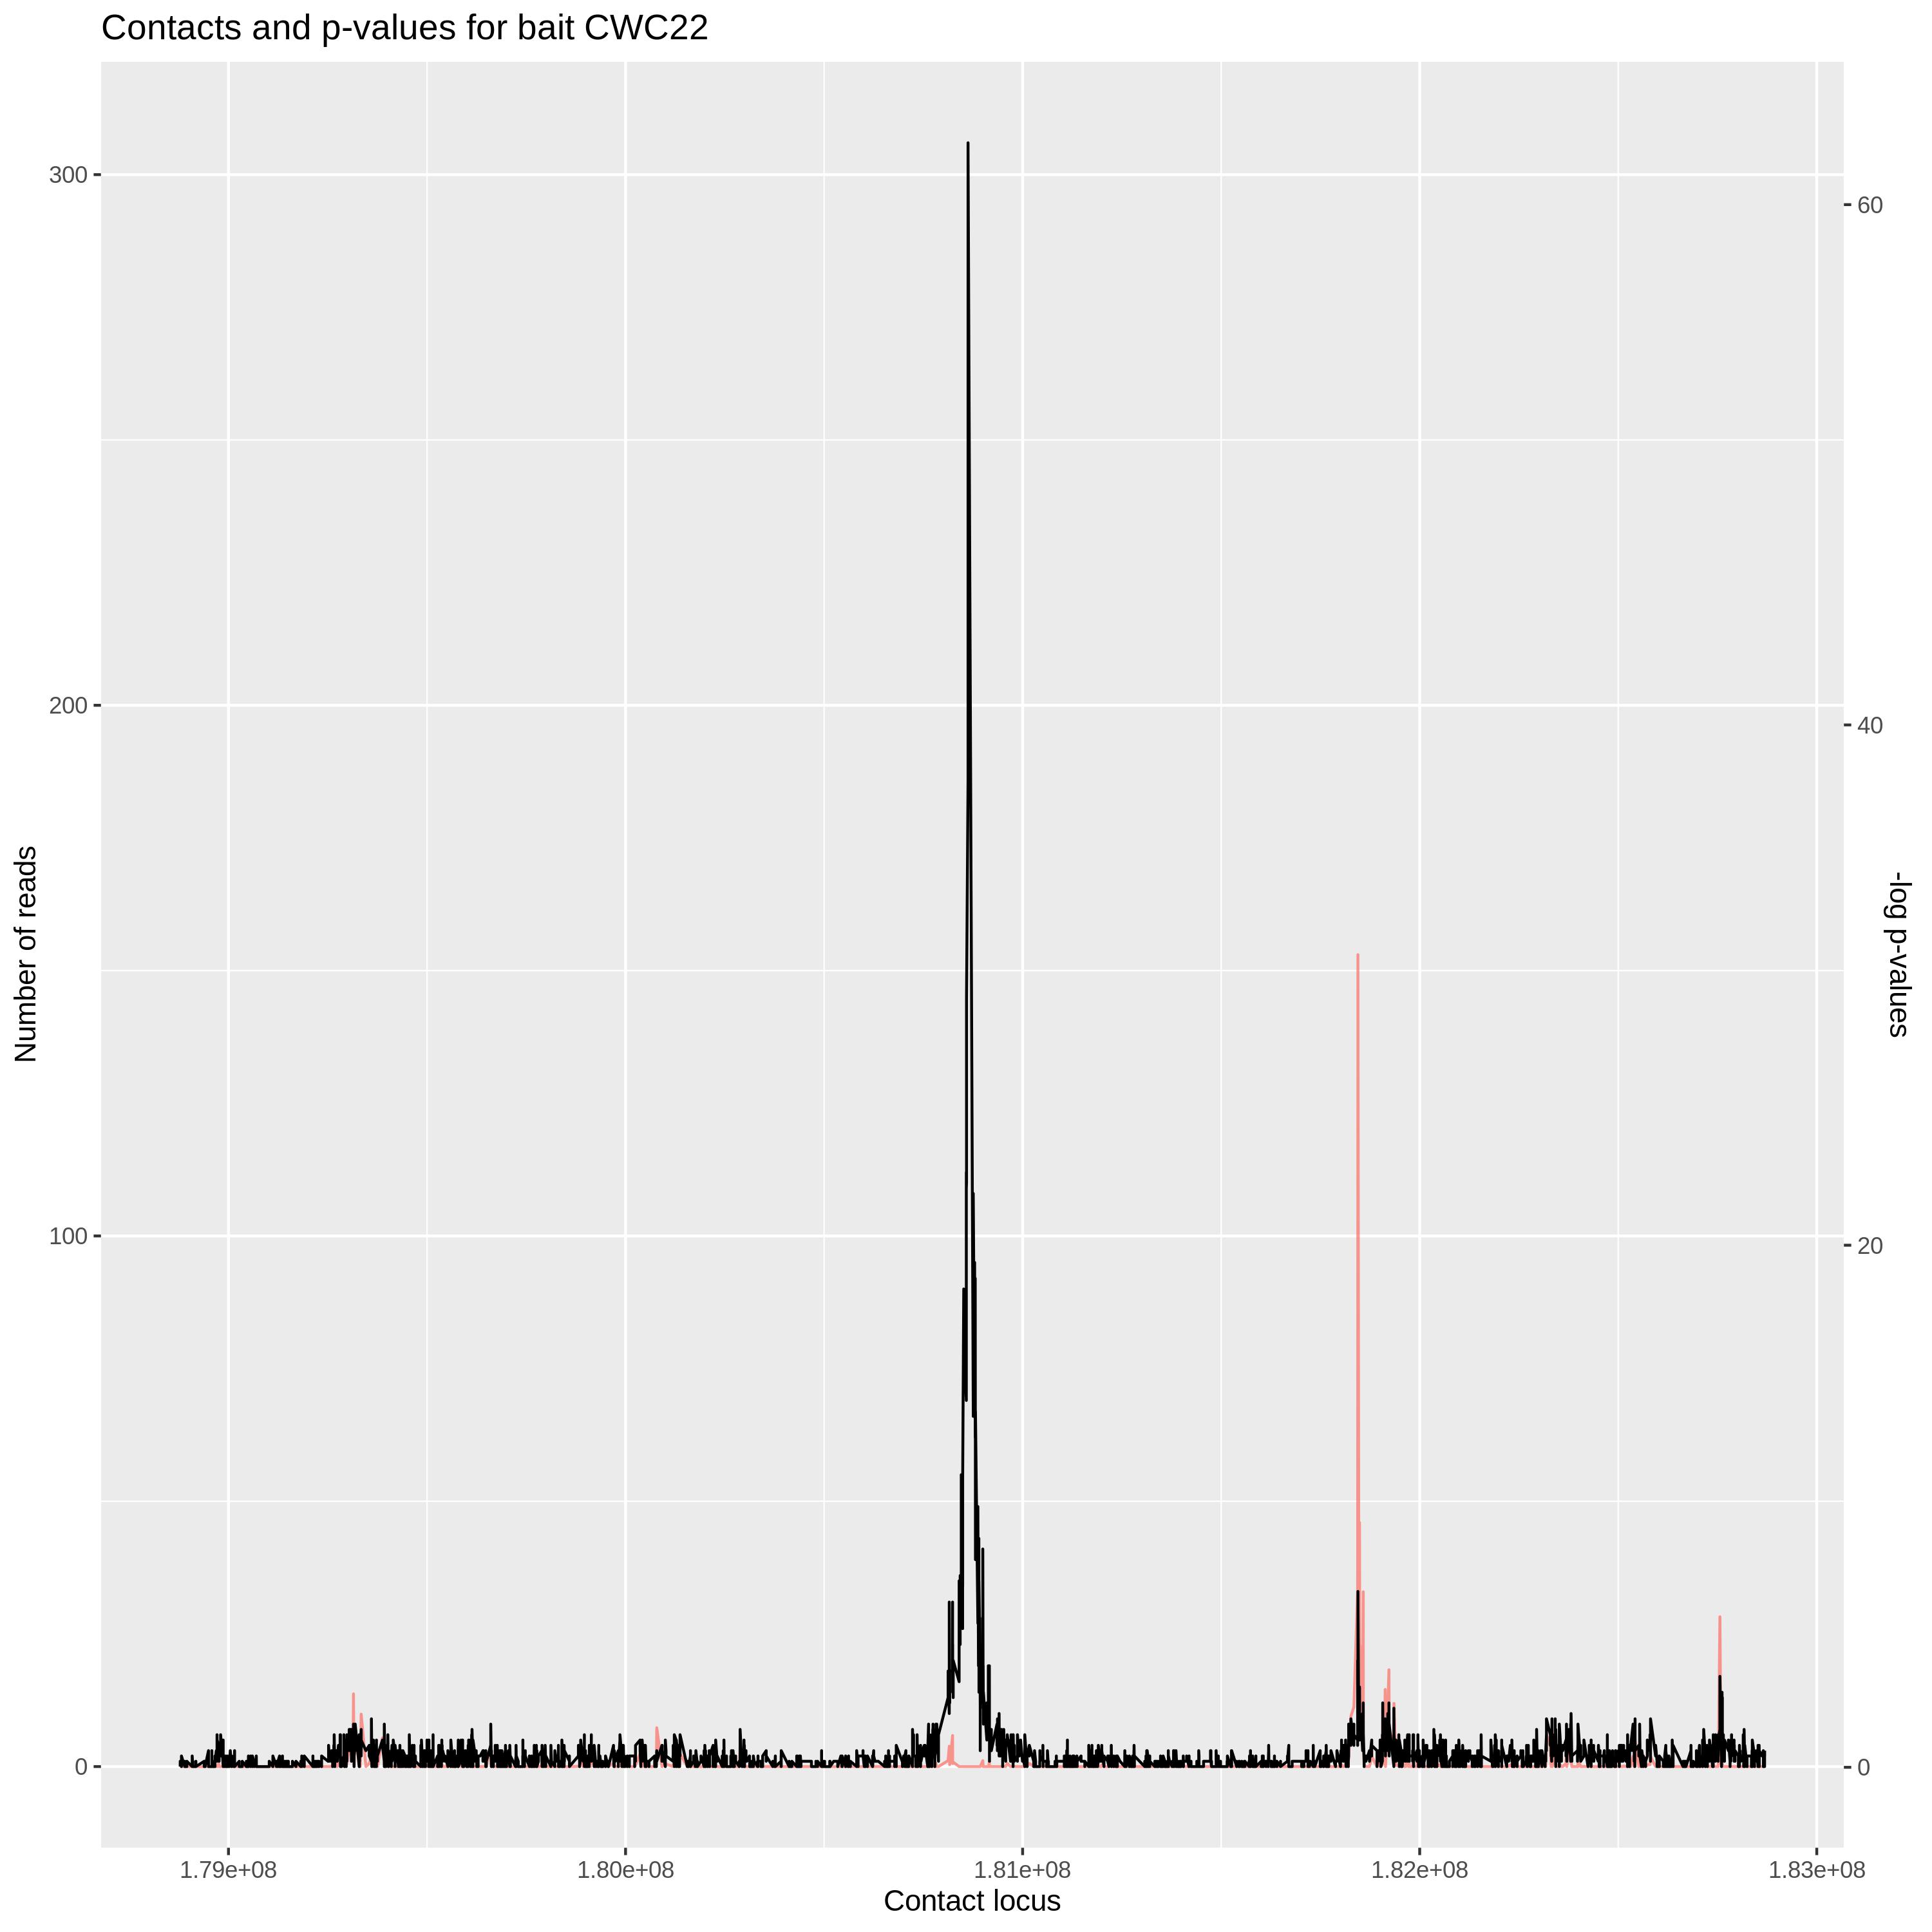 Contacts and p-values for bait CWC22
Number of reads
300
200
100
0
60
40
20
0
-log p-values
1.79e+08
1.80e+08
1.81e+08
1.82e+08
1.83e+08
Contact locus